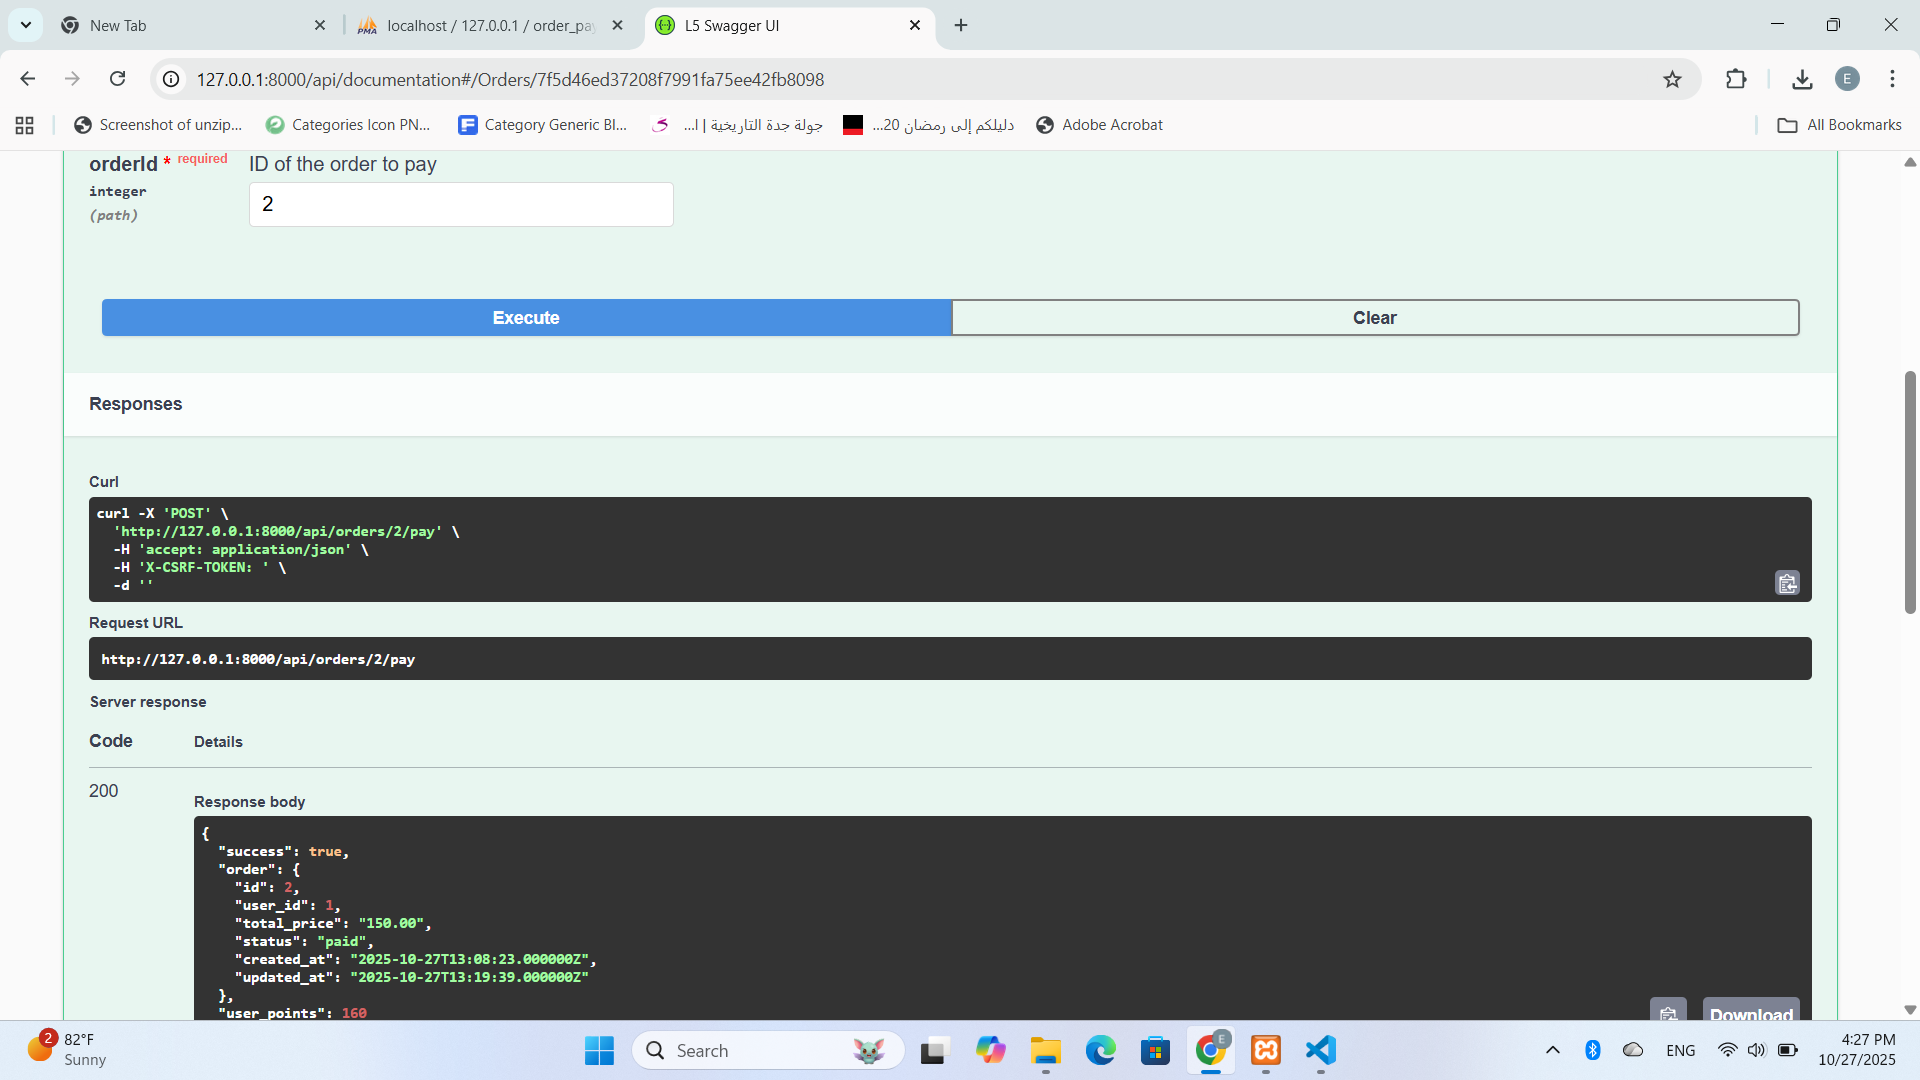 New Tab
localhost / 127.0.0.1 / order_pay
L5 Swagger UI
127.0.0.1:8000/api/documentation#/Orders/7f5d46ed37208f7991fa75ee42fb8098
E
Screenshot of unzip...
Categories Icon PN...
Category Generic Bl...
جولة جدة التاريخية | ا...
دليلكم إلى رمضان 20...
Adobe Acrobat
All Bookmarks
orderId * required
ID of the order to pay
integer
(path)
2
Execute
Clear
Responses
Curl
curl -X 'POST' \
'http://127.0.0.1:8000/api/orders/2/pay' \
-H 'accept: application/json' \
-H 'X-CSRF-TOKEN: ' \
-d ''
Request URL
http://127.0.0.1:8000/api/orders/2/pay
Server response
Code
Details
200
Response body
{
"success": true,
"order": {
"id": 2,
"user_id": 1,
"total_price": "150.00",
"status": "paid",
"created_at": "2025-10-27T13:08:23.000000Z",
"updated_at": "2025-10-27T13:19:39.000000Z"
},
"user_points": 160
Download
2
82°F
Sunny
Search
E
ENG
4:27 PM
10/27/2025